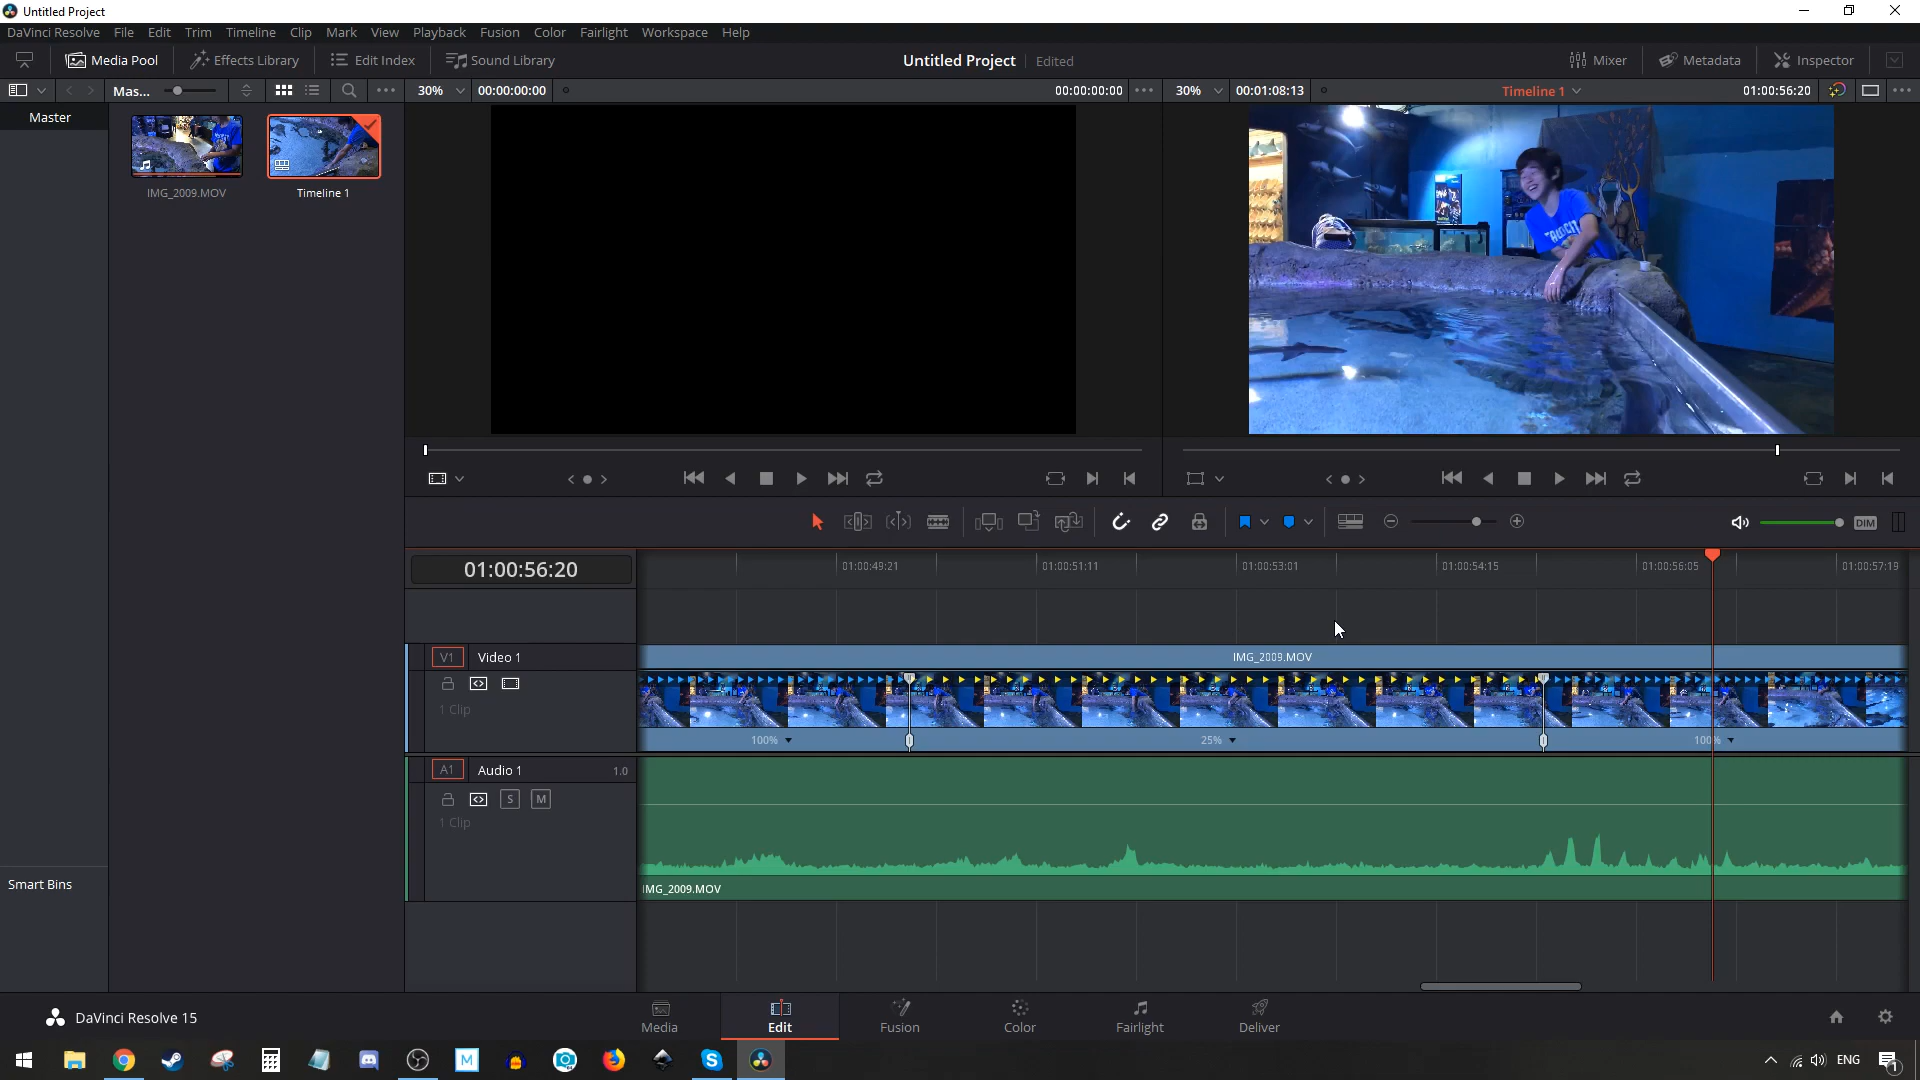 Untitled Project
DaVinci Resolve File Edit Trim Timeline Clip Mark View Playback Fusion Color Fairlight Workspace Help
Media Pool Effects Library Edit Index Sound Library Untitled Project Edited Mixer Metadata Inspector
Mas... 30% 00:00:00:00 00:00:00:00 30% 00:01:08:13 Timeline 1 01:00:56:20
Master
IMG_2009.MOV Timeline 1
DIM
01:00:56:20 01:00:49:21 01:00:51:11 01:00:53:01 01:00:54:15 01:00:56:05 01:00:57:19
V1 Video 1 IMG_2009.MOV
1 Clip
100% 25% 100%
A1 Audio 1 1.0
S M
1 Clip
Smart Bins
IMG_2009.MOV
DaVinci Resolve 15
Media Edit Fusion Color Fairlight Deliver
M S ENG 1